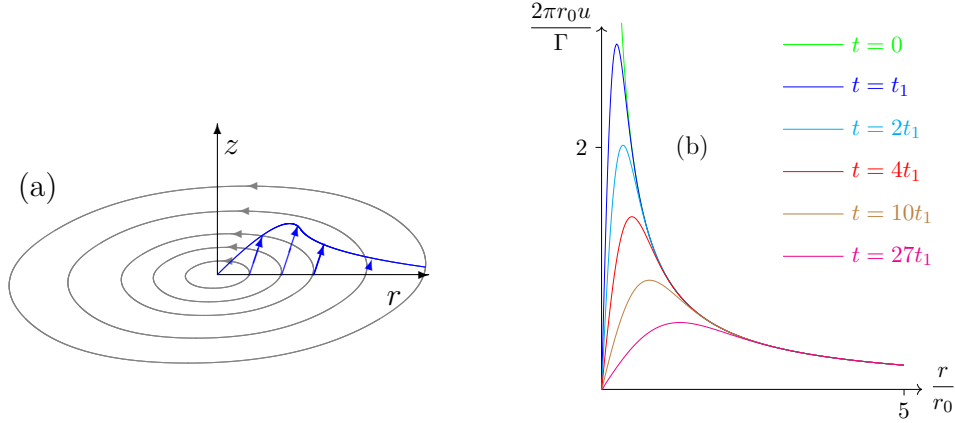 (a)
z
r
2πr₀u
Γ
2
(b)
t = 0
t = t₁
t = 2t₁
t = 4t₁
t = 10t₁
t = 27t₁
5
r
r₀